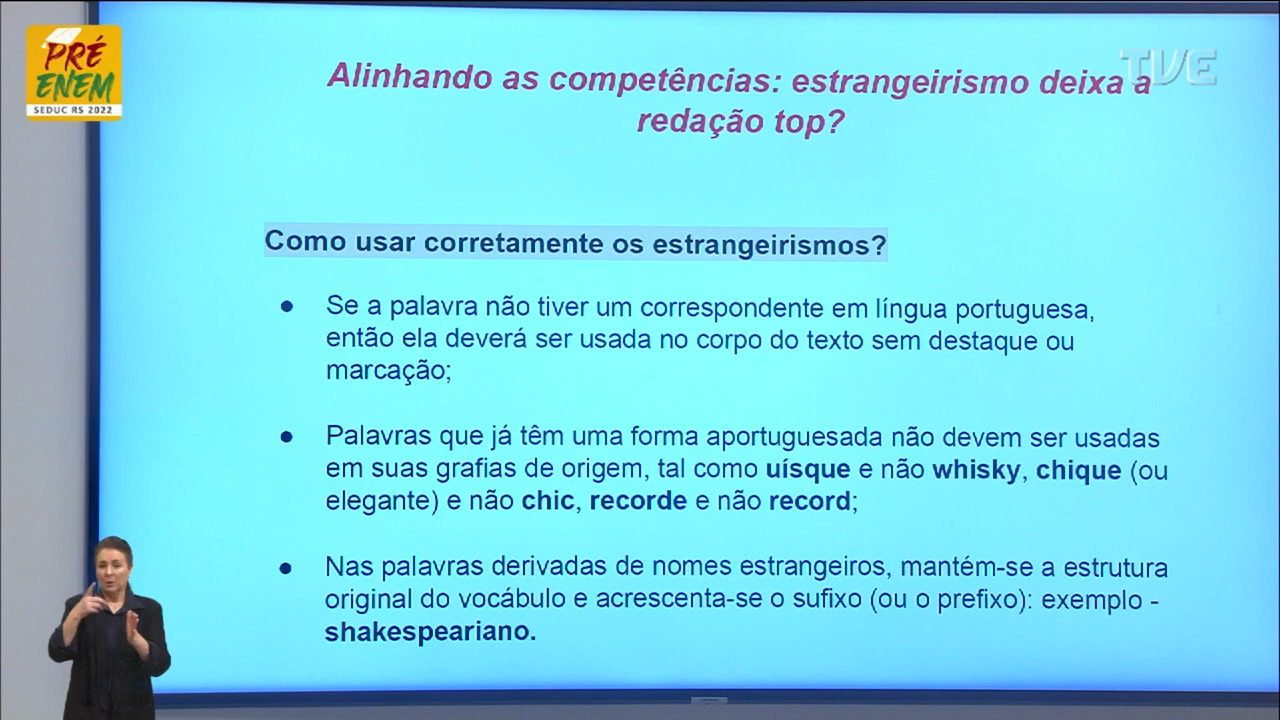 PRÉ
ENEM
SEDUC RS 2022
TVE
Alinhando as competências: estrangeirismo deixa a
redação top?
Como usar corretamente os estrangeirismos?
● Se a palavra não tiver um correspondente em língua portuguesa,
então ela deverá ser usada no corpo do texto sem destaque ou
marcação;
● Palavras que já têm uma forma aportuguesada não devem ser usadas
em suas grafias de origem, tal como uísque e não whisky, chique (ou
elegante) e não chic, recorde e não record;
● Nas palavras derivadas de nomes estrangeiros, mantém-se a estrutura
original do vocábulo e acrescenta-se o sufixo (ou o prefixo): exemplo -
shakespeariano.